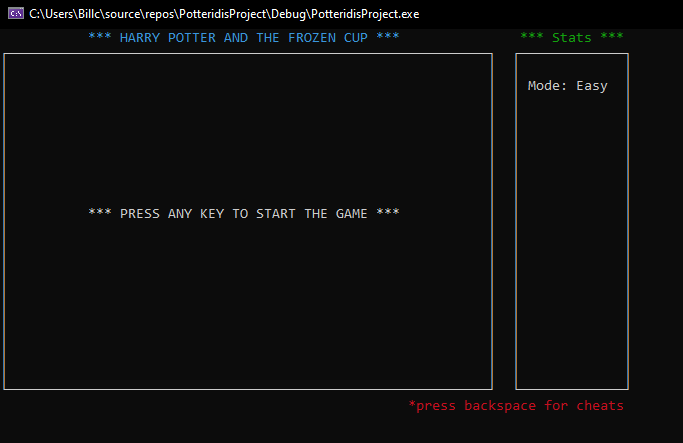 C:\Users\Billc\source\repos\PotteridisProject\Debug\PotteridisProject.exe
*** HARRY POTTER AND THE FROZEN CUP ***
*** Stats ***
Mode: Easy
*** PRESS ANY KEY TO START THE GAME ***
*press backspace for cheats